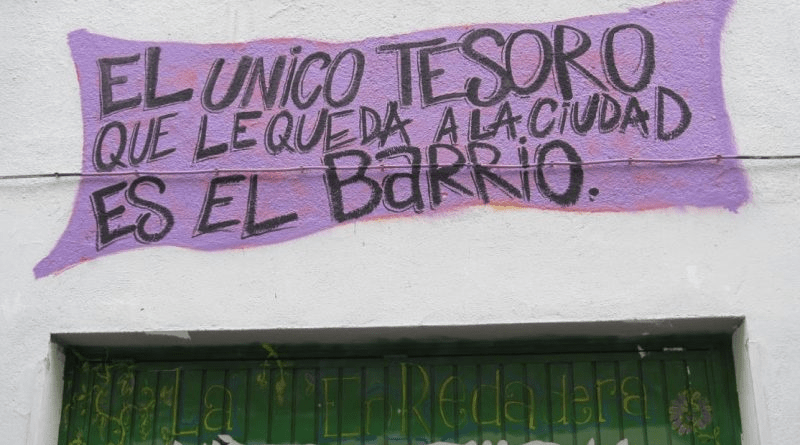 EL UNICO TESORO
QUE LE QUEDA A LA CIUDAD
ES EL BARRIO.
La EnRedadera